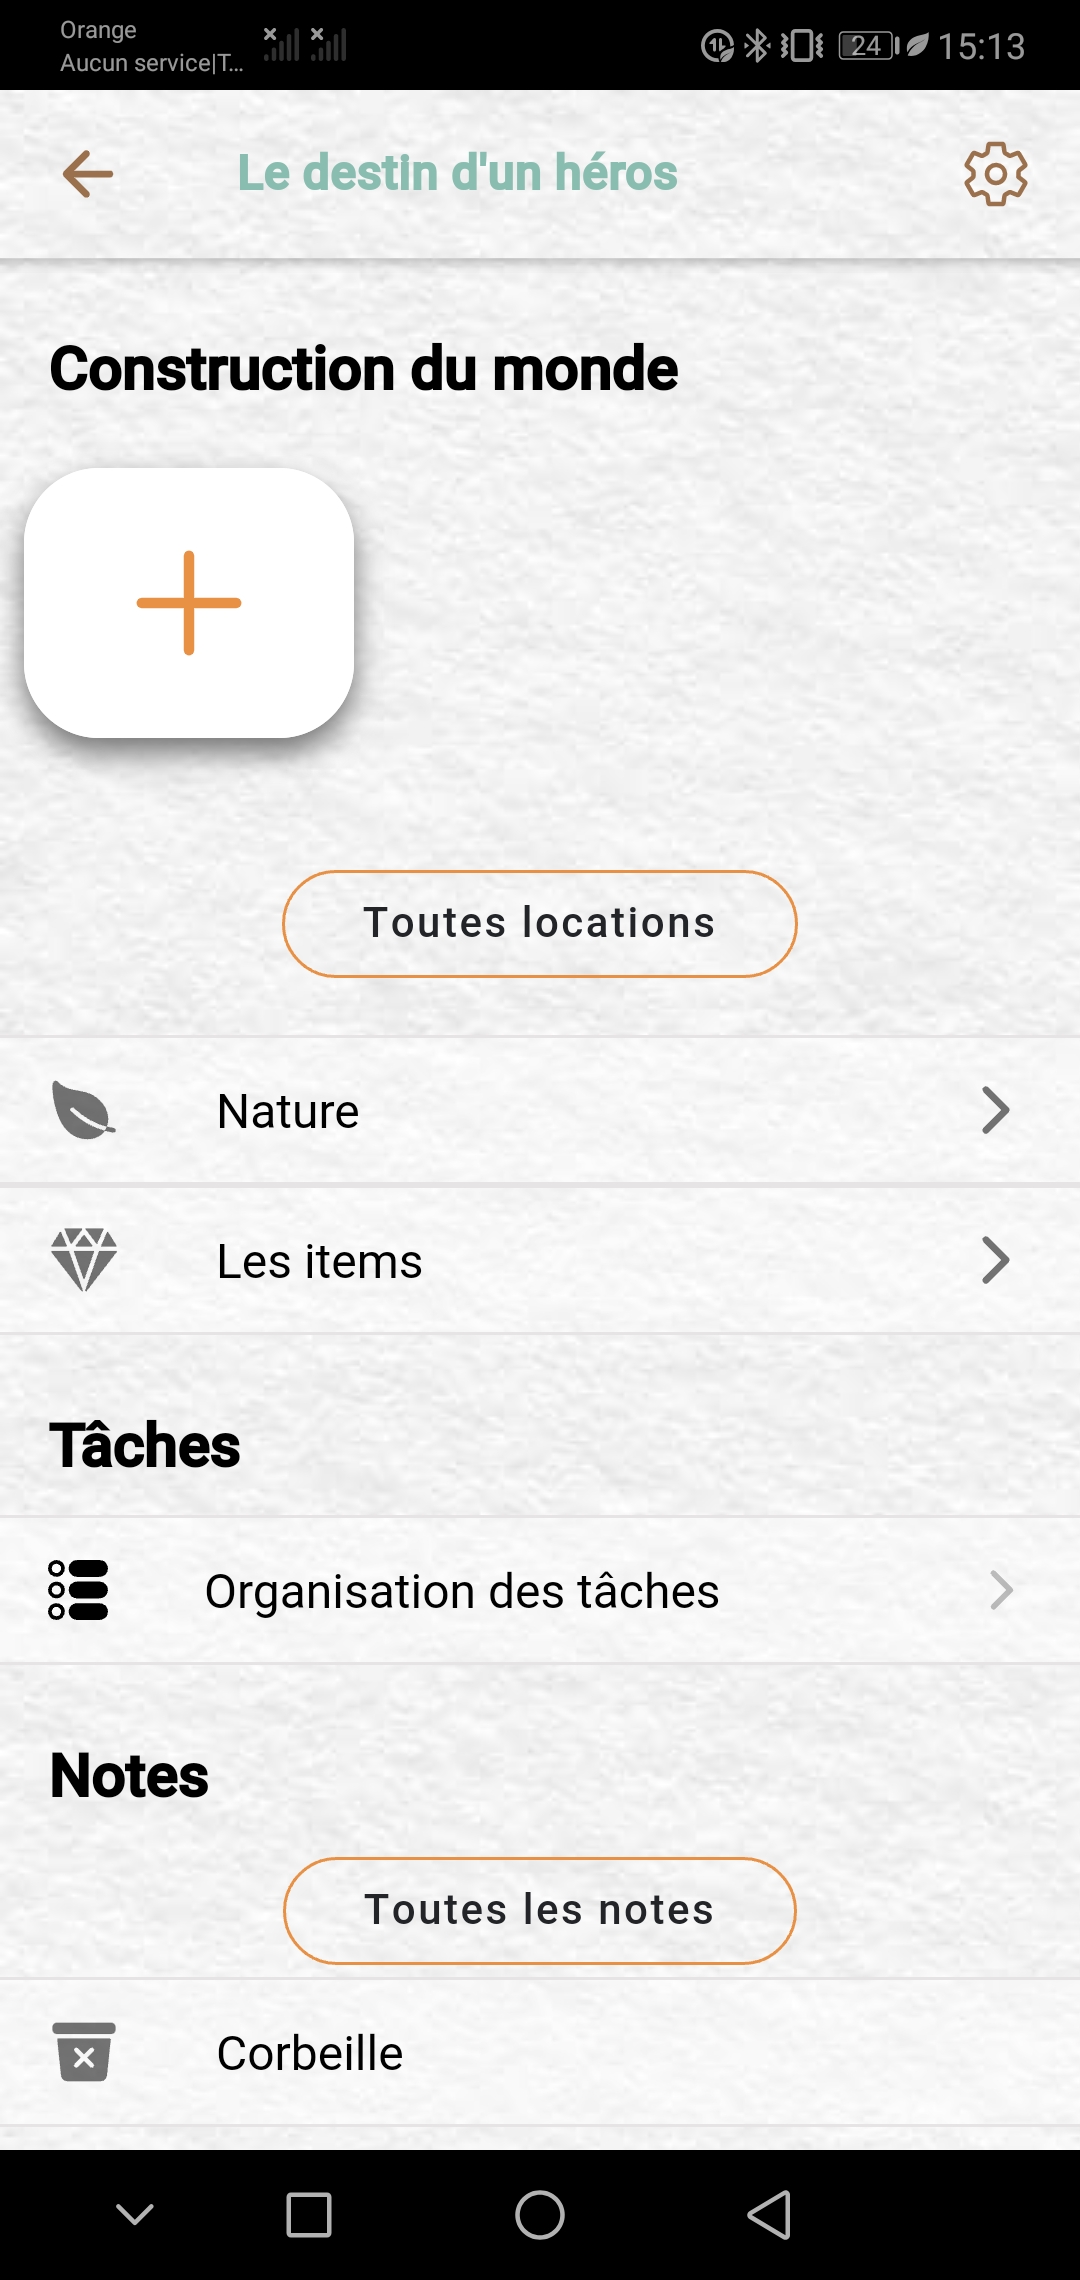 Orange
Aucun service|T...
24
15:13
Le destin d'un héros
Construction du monde
Toutes locations
Nature
Les items
Tâches
Organisation des tâches
Notes
Toutes les notes
Corbeille